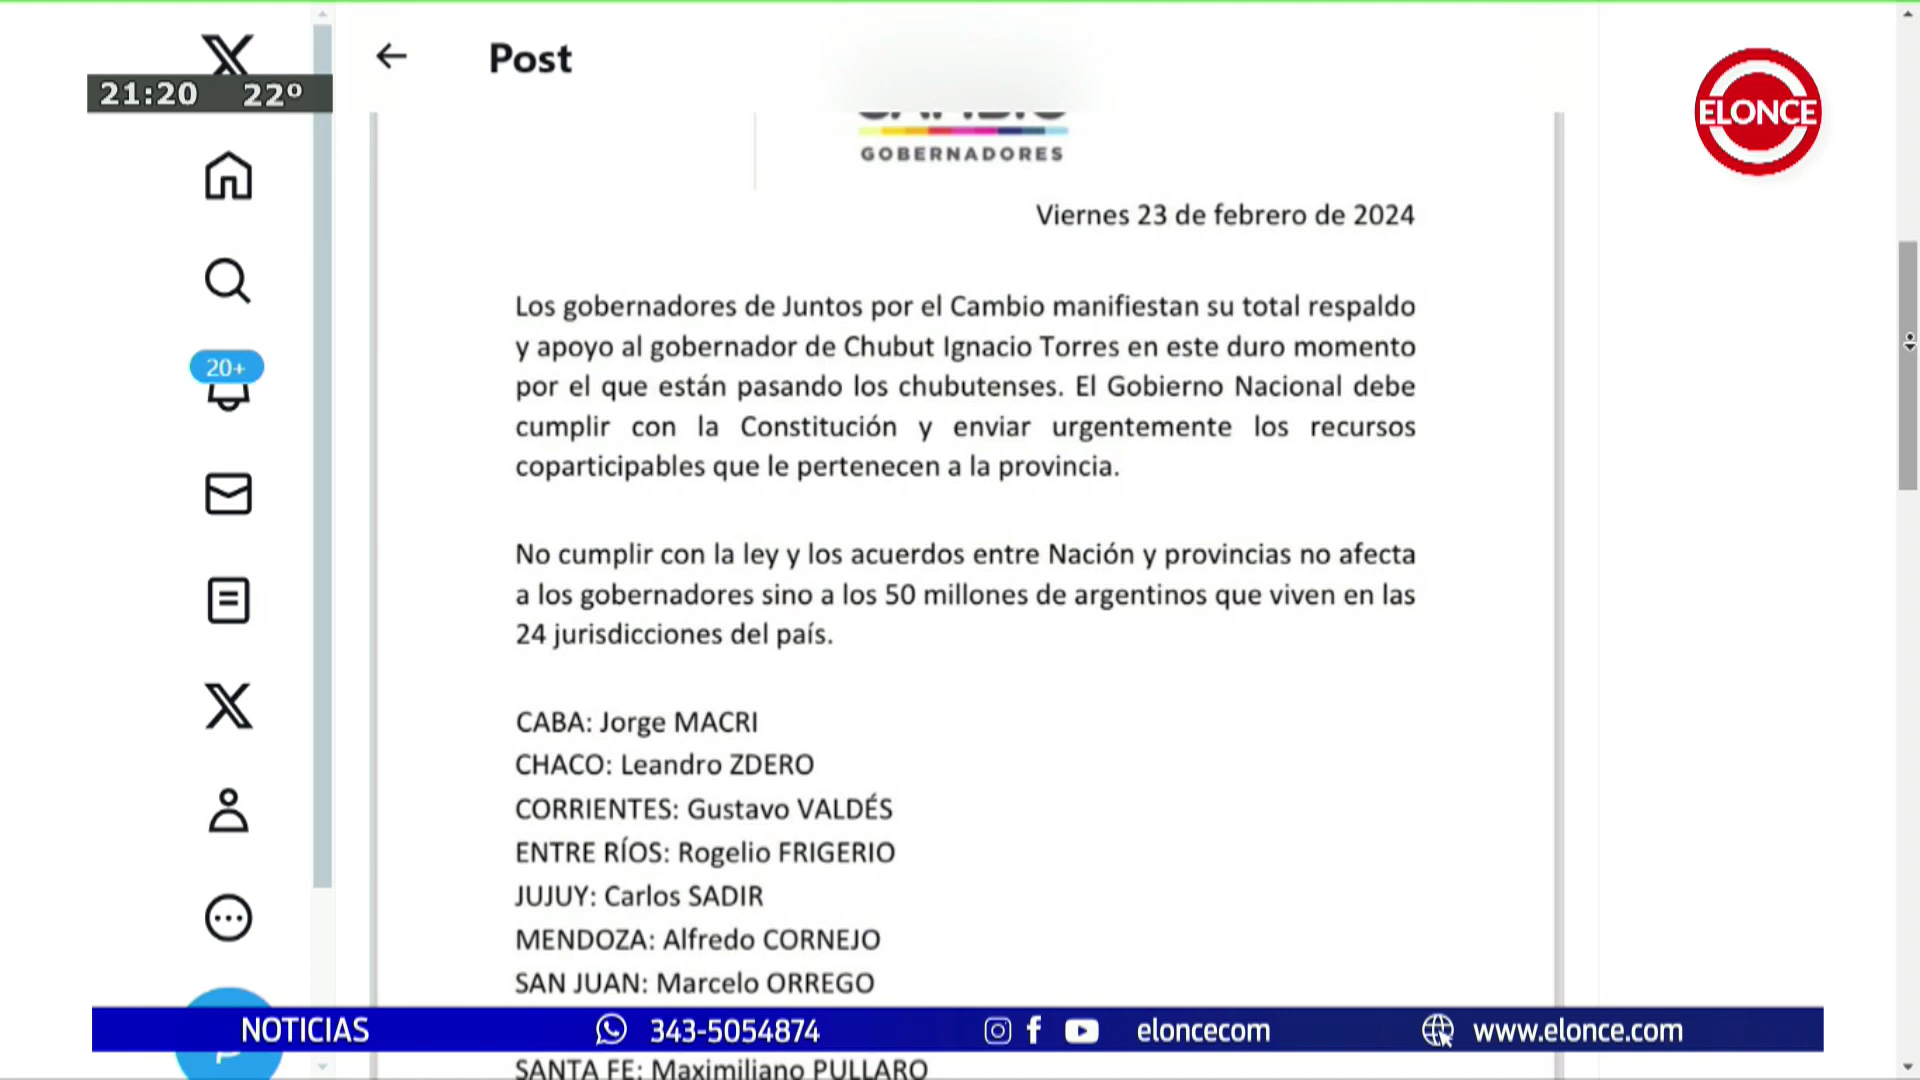 Post
21:20 22º
ELONCE
GOBERNADORES
Viernes 23 de febrero de 2024
Los gobernadores de Juntos por el Cambio manifiestan su total respaldo
y apoyo al gobernador de Chubut Ignacio Torres en este duro momento
por el que están pasando los chubutenses. El Gobierno Nacional debe
cumplir con la Constitución y enviar urgentemente los recursos
coparticipables que le pertenecen a la provincia.
No cumplir con la ley y los acuerdos entre Nación y provincias no afecta
a los gobernadores sino a los 50 millones de argentinos que viven en las
24 jurisdicciones del país.
20+
CABA: Jorge MACRI
CHACO: Leandro ZDERO
CORRIENTES: Gustavo VALDÉS
ENTRE RÍOS: Rogelio FRIGERIO
JUJUY: Carlos SADIR
MENDOZA: Alfredo CORNEJO
SAN JUAN: Marcelo ORREGO
NOTICIAS 343-5054874 eloncecom www.elonce.com
SANTA FE: Maximiliano PULLARO